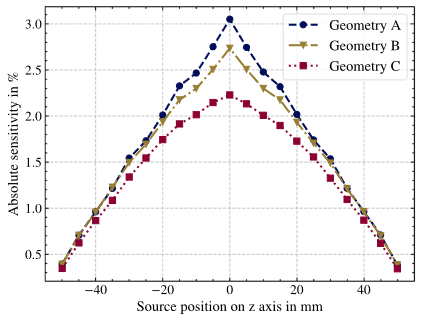 Geometry A
Geometry B
Geometry C
Absolute sensitivity in %
3.0
2.5
2.0
1.5
1.0
0.5
−40 −20 0 20 40
Source position on z axis in mm